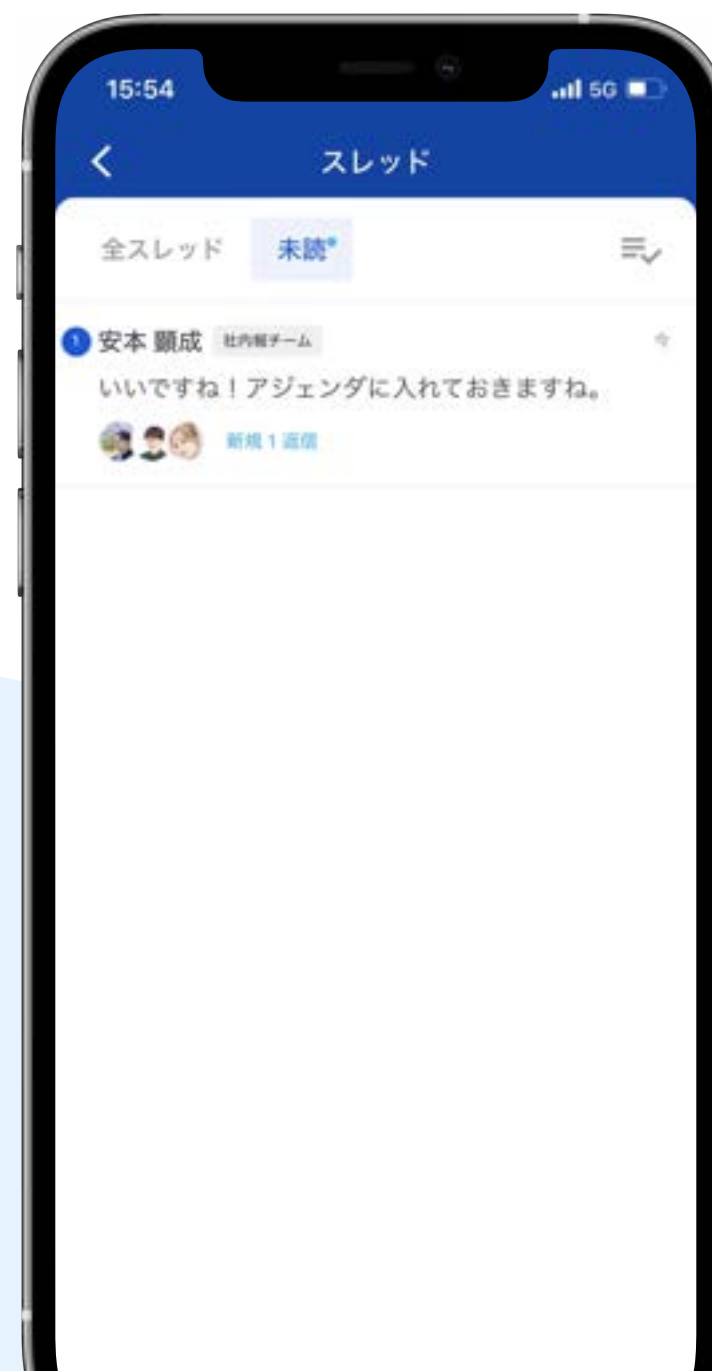 15:54
5G
スレッド
全スレッド 未読
1 安本 顕成 社内報チーム 今
いいですね！アジェンダに入れておきますね。
新規 1 返信